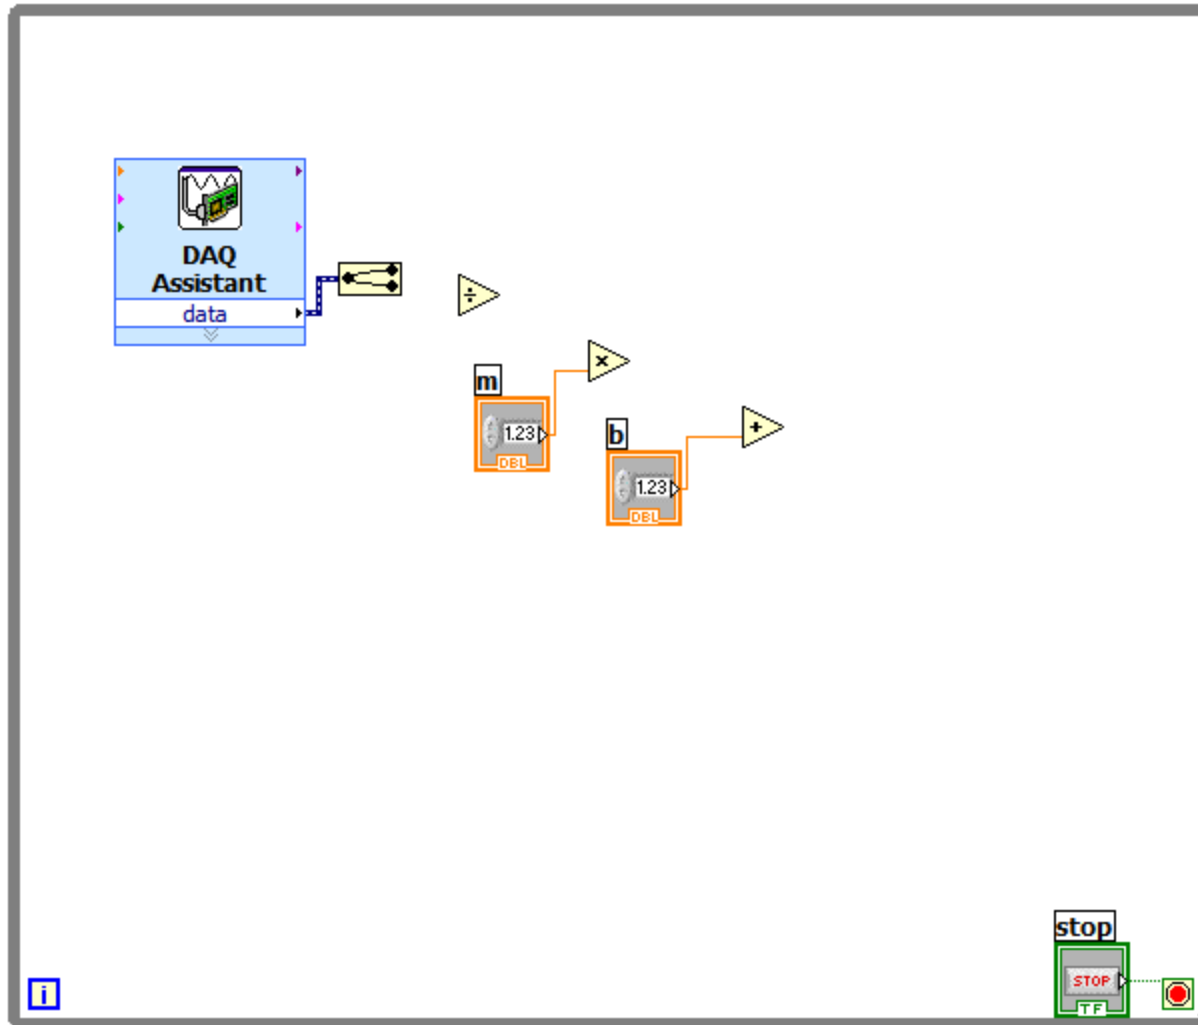 DAQ
Assistant
data
÷
m
×
1.23
DBL
b
+
1.23
DBL
stop
STOP
TF
i